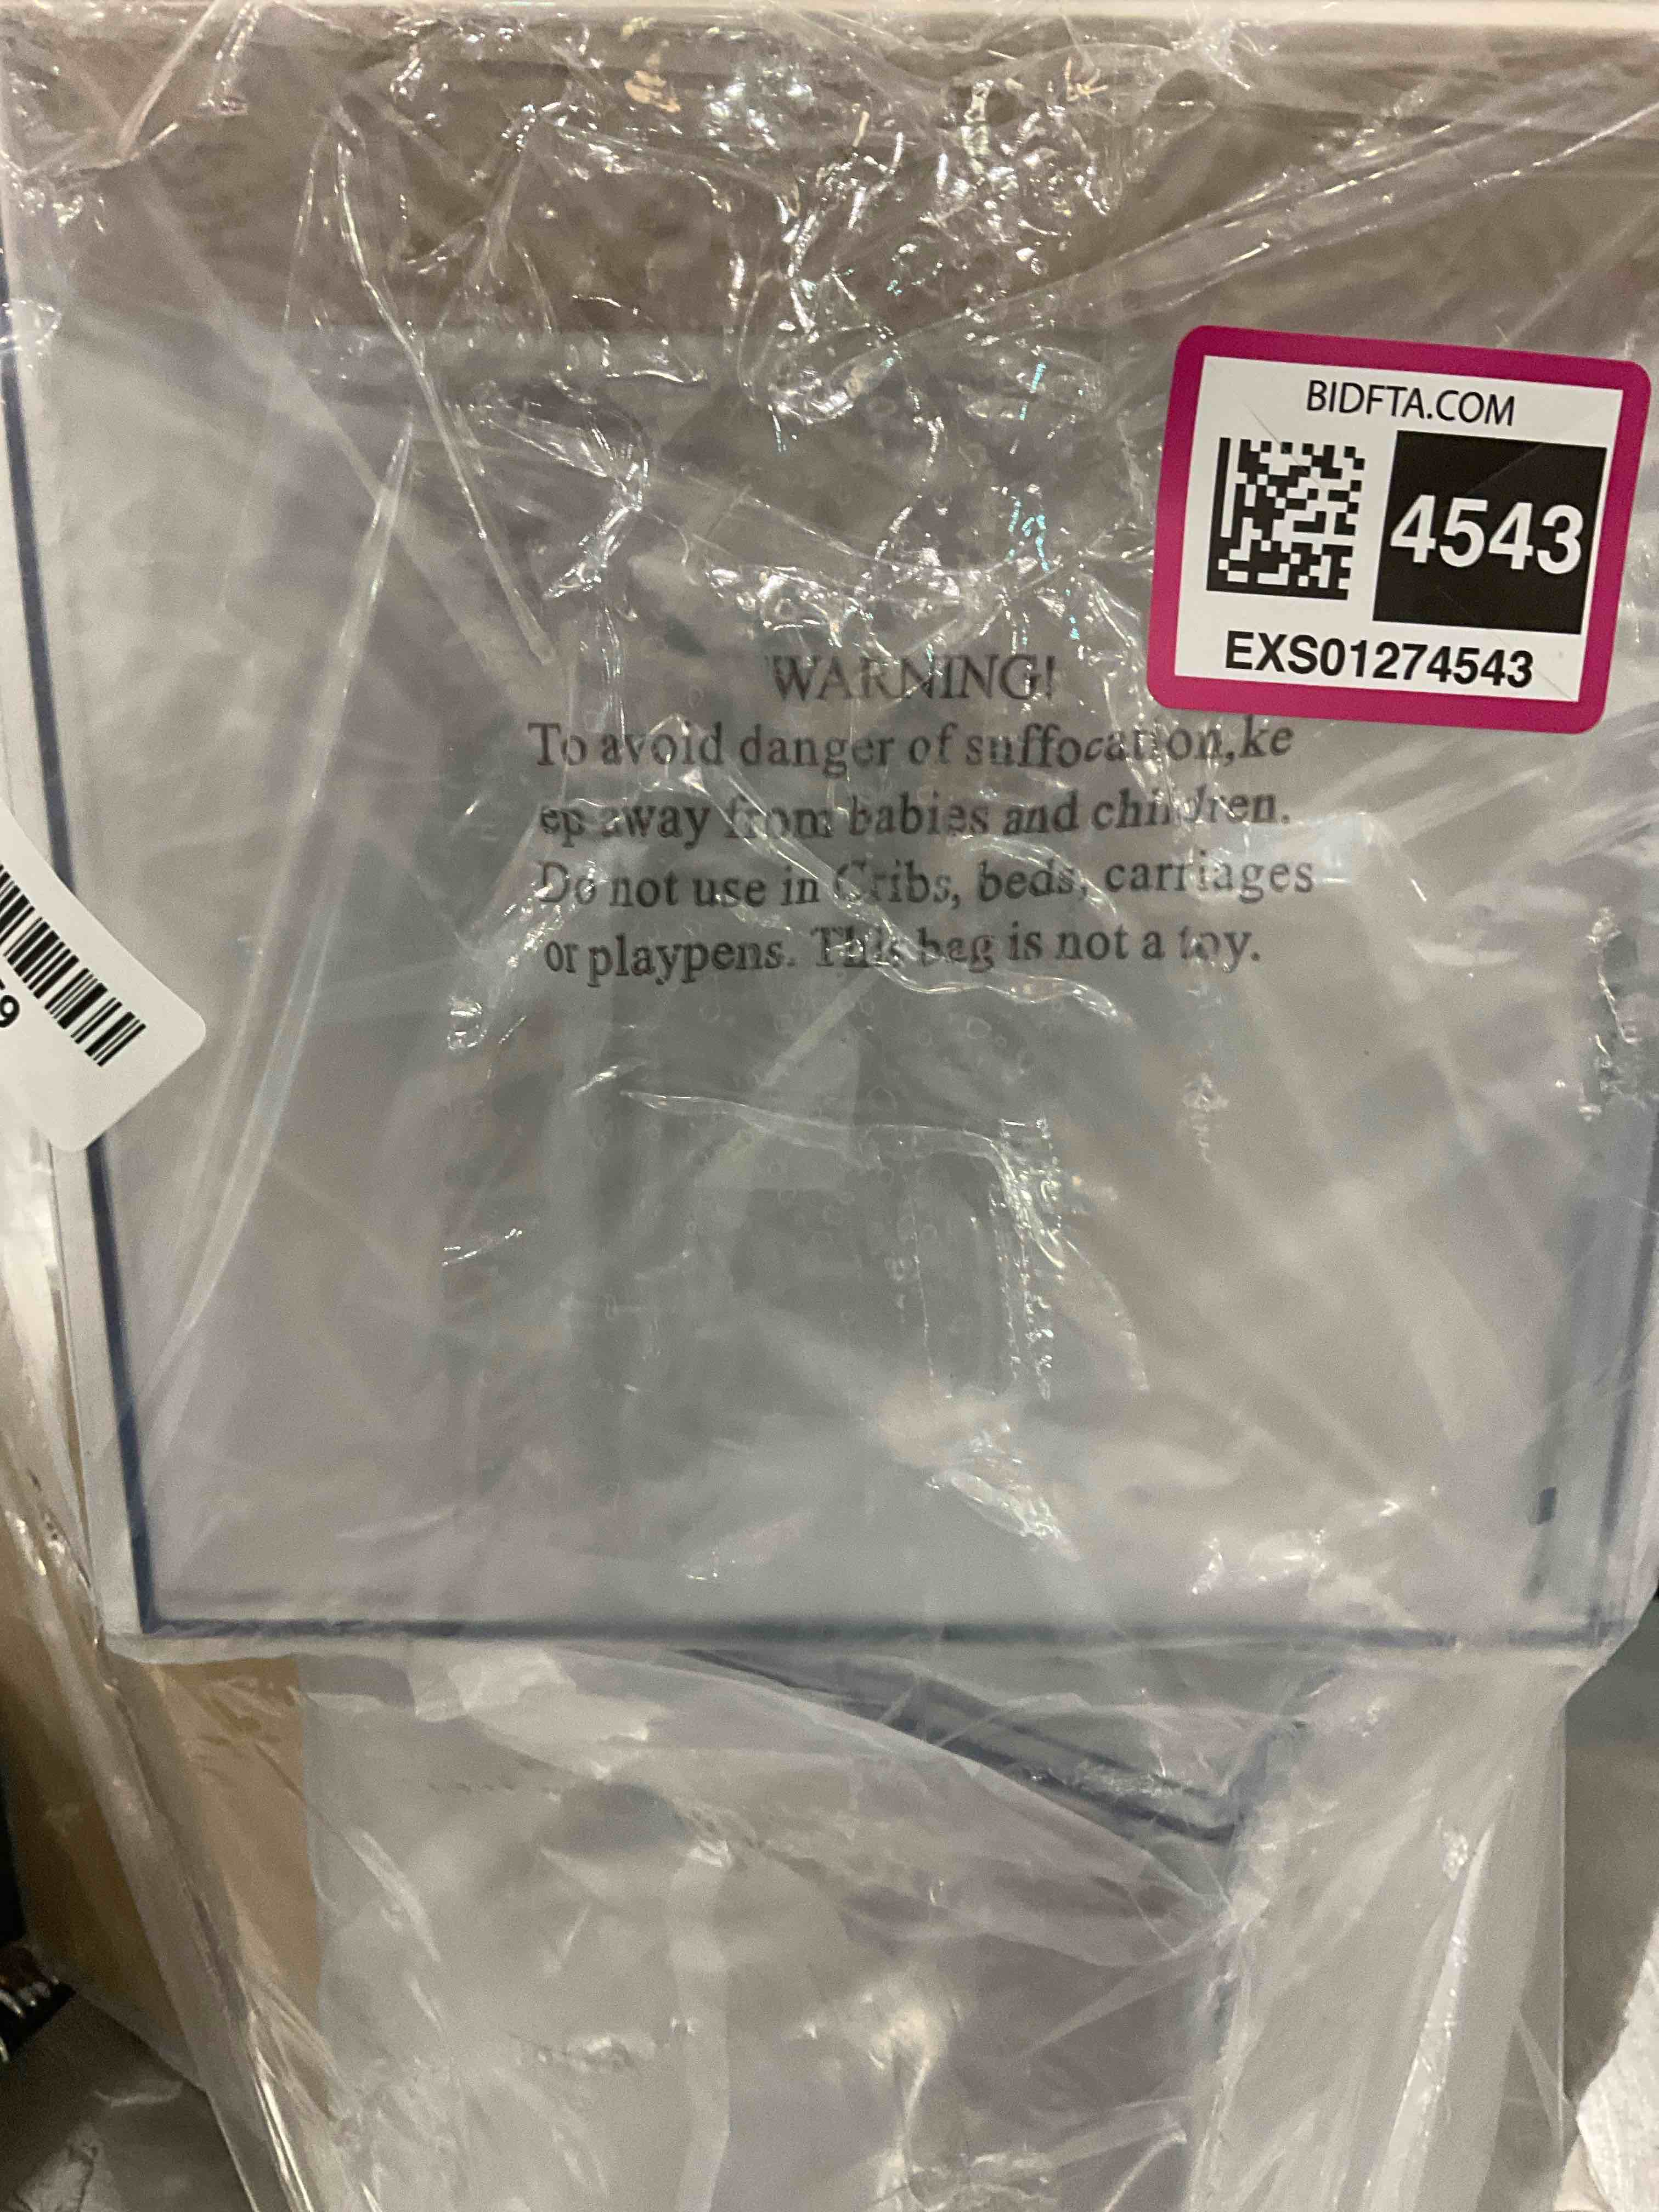 BIDFTA.COM
4543
EXS01274543
WARNING!
To avoid danger of suffocation,ke
ep away from babies and children.
Do not use in Cribs, beds, carriages
or playpens. This bag is not a toy.